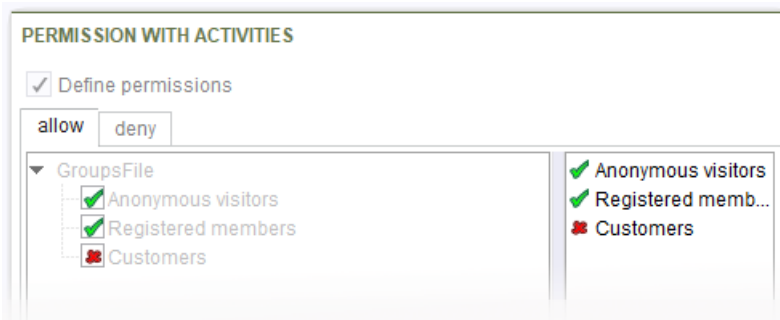 PERMISSION WITH ACTIVITIES
Define permissions
allow deny
GroupsFile
Anonymous visitors
Registered members
Customers
Anonymous visitors
Registered memb...
Customers